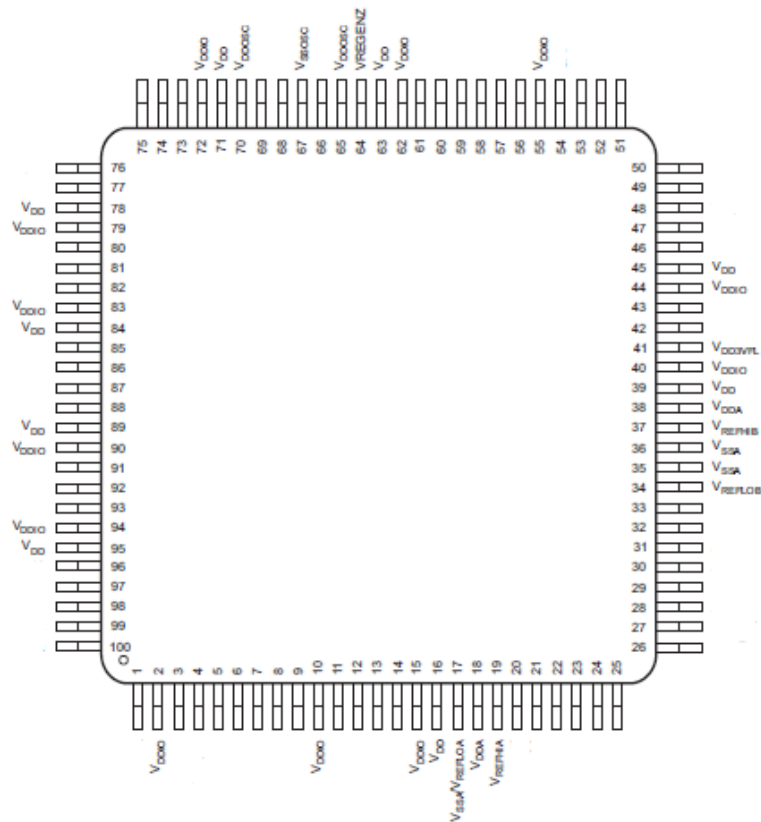 VDDIO
VDD
VDDOSC
VSSOSC
VDDOSC
VREGENZ
VDD
VDDIO
VDDIO
75 74 73 72 71 70 69 68 67 66 65 64 63 62 61 60 59 58 57 56 55 54 53 52 51
76 50
77 49
VDD 78 48
VDDIO 79 47
80 46
81 45 VDD
82 44 VDDIO
VDDIO 83 43
VDD 84 42
85 41 VDD3VFL
86 40 VDDIO
87 39 VDD
88 38 VDDA
VDD 89 37 VREFHIB
VDDIO 90 36 VSSA
91 35 VSSA
92 34 VREFLOB
93 33
VDDIO 94 32
VDD 95 31
96 30
97 29
98 28
99 27
100 26
1 2 3 4 5 6 7 8 9 10 11 12 13 14 15 16 17 18 19 20 21 22 23 24 25
VDDIO
VDDIO
VDDIO
VDD
VSSA/VREFLOA
VDDA
VREFHIA